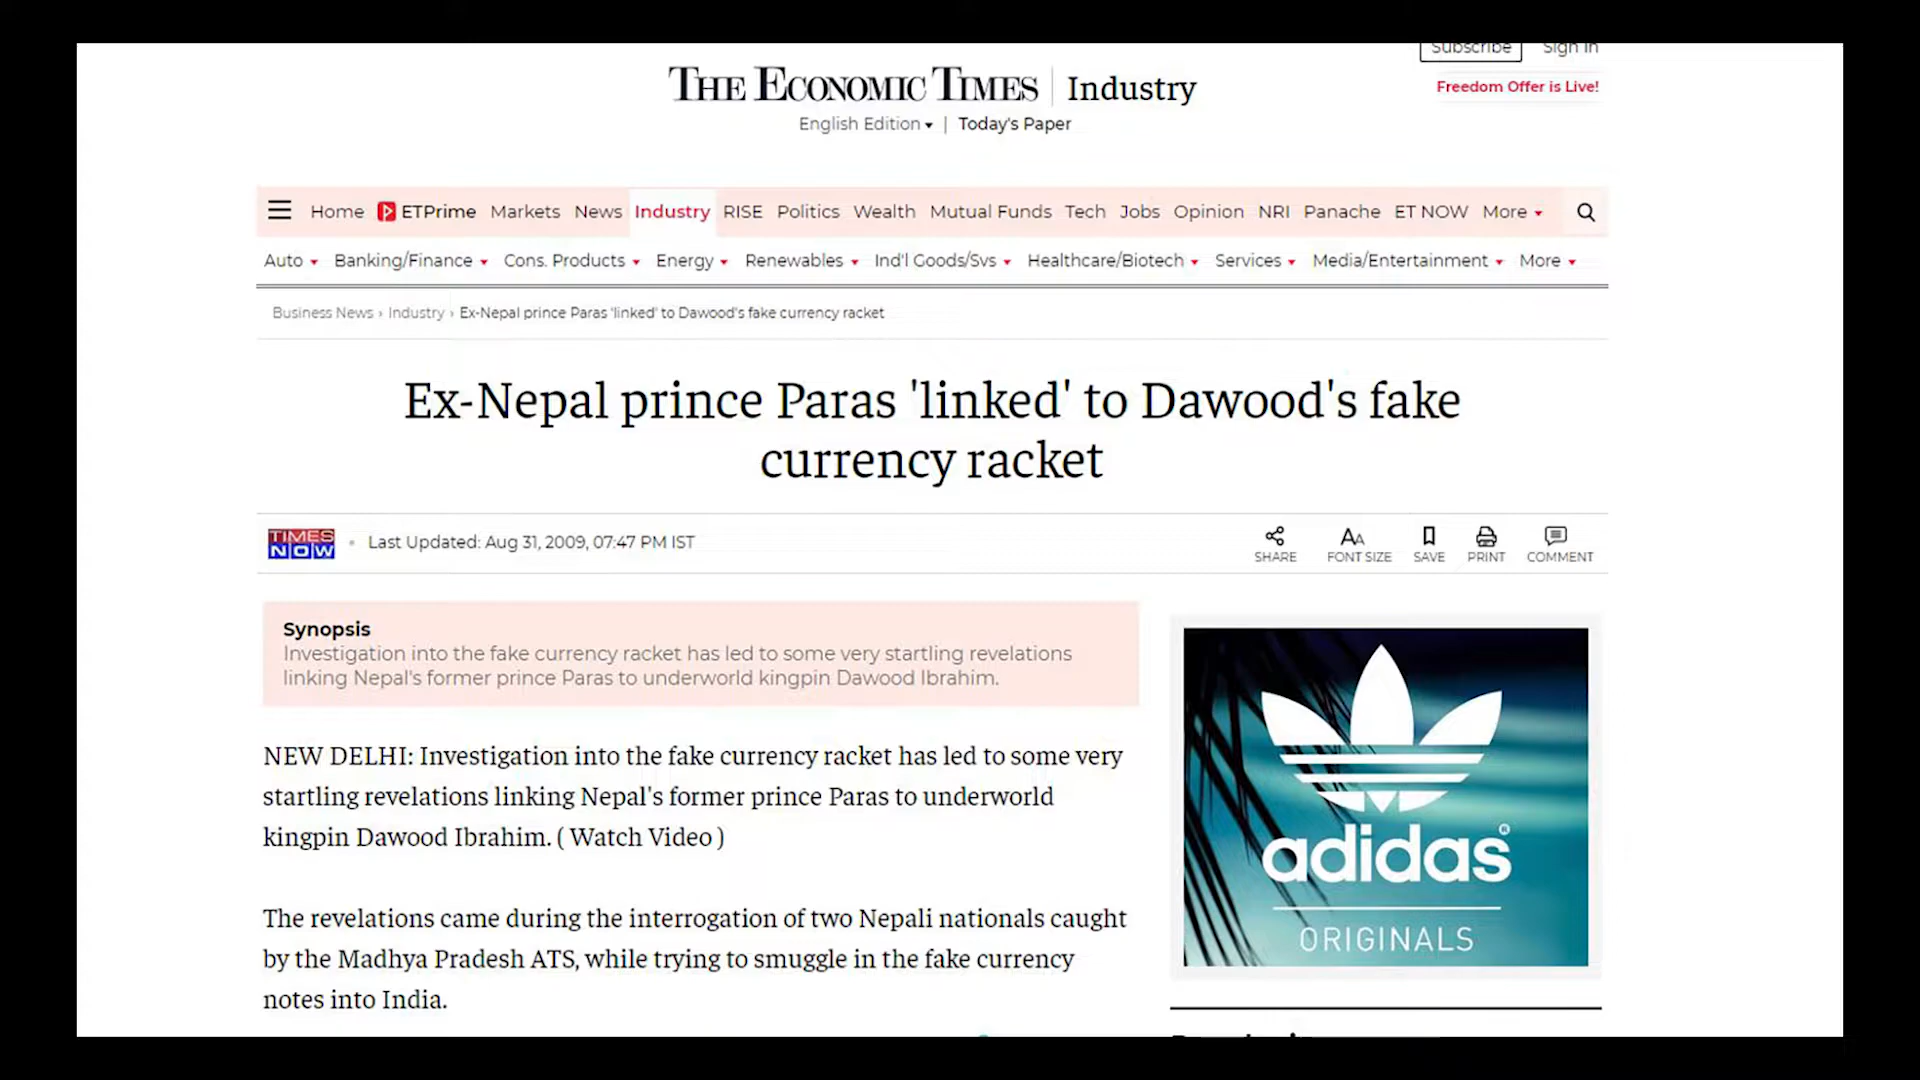 Subscribe Sign In
THE ECONOMIC TIMES | Industry
Freedom Offer is Live!
English Edition | Today's Paper
Home ETPrime Markets News Industry RISE Politics Wealth Mutual Funds Tech Jobs Opinion NRI Panache ET NOW More
Auto Banking/Finance Cons. Products Energy Renewables Ind'l Goods/Svs Healthcare/Biotech Services Media/Entertainment More
Business News › Industry › Ex-Nepal prince Paras 'linked' to Dawood's fake currency racket
Ex-Nepal prince Paras 'linked' to Dawood's fake
currency racket
TIMES
NOW
• Last Updated: Aug 31, 2009, 07:47 PM IST
SHARE FONT SIZE SAVE PRINT COMMENT
Synopsis
Investigation into the fake currency racket has led to some very startling revelations
linking Nepal's former prince Paras to underworld kingpin Dawood Ibrahim.
NEW DELHI: Investigation into the fake currency racket has led to some very
startling revelations linking Nepal's former prince Paras to underworld
kingpin Dawood Ibrahim. ( Watch Video )
The revelations came during the interrogation of two Nepali nationals caught
by the Madhya Pradesh ATS, while trying to smuggle in the fake currency
notes into India.
adidas®
ORIGINALS